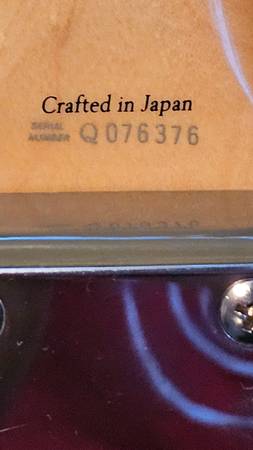 Crafted in Japan
SERIAL
NUMBER Q076376